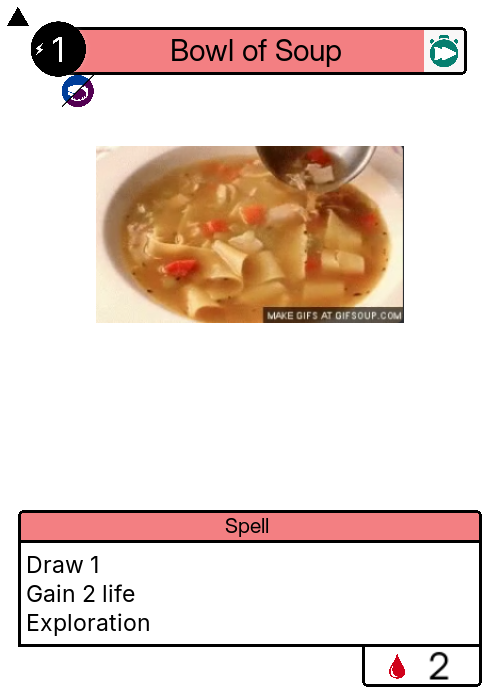 1
Bowl of Soup
MAKE GIFS AT GIFSOUP.COM
Spell
Draw 1
Gain 2 life
Exploration
2